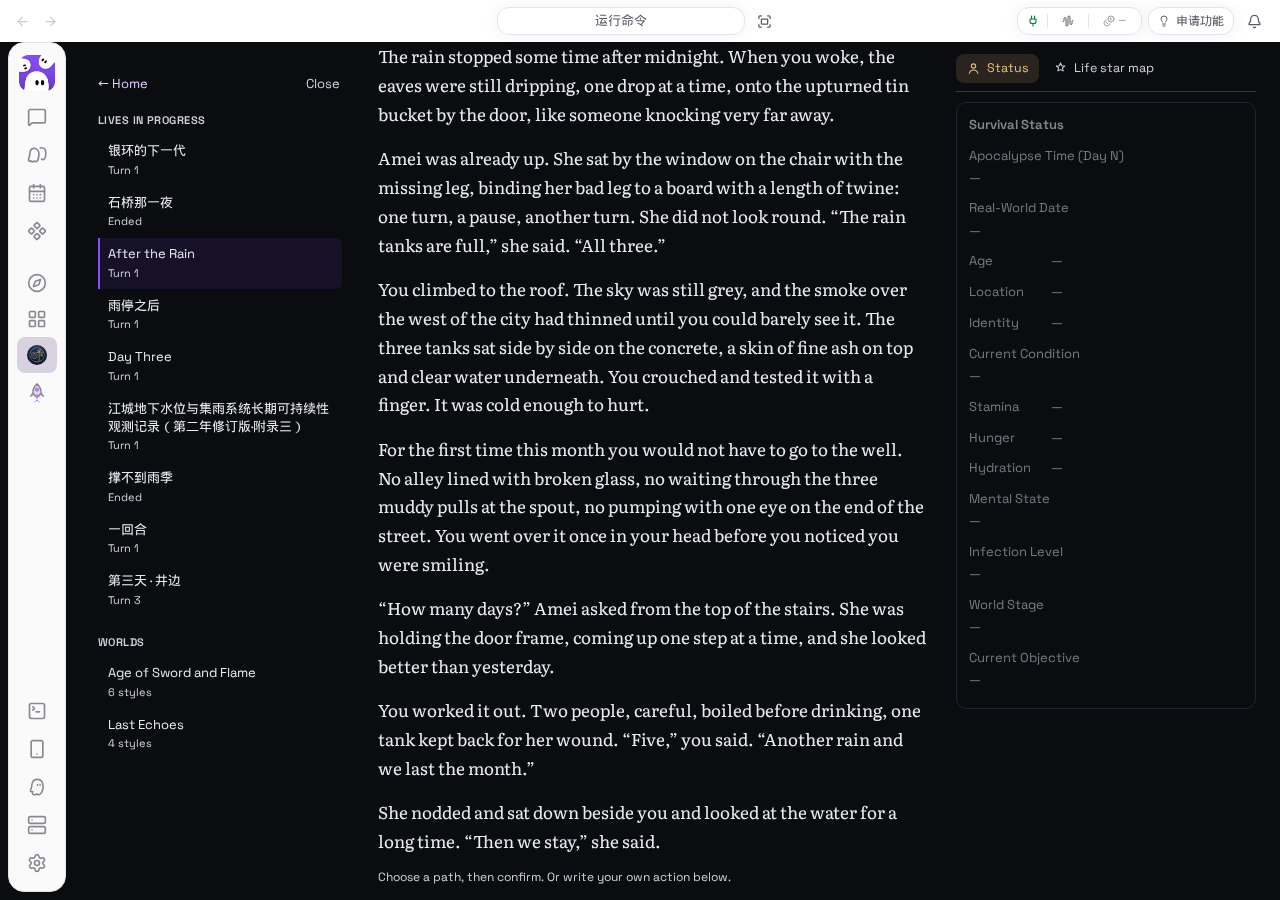 运行命令
申请功能
← Home
Close
LIVES IN PROGRESS
银环的下一代
Turn 1
石桥那一夜
Ended
After the Rain
Turn 1
雨停之后
Turn 1
Day Three
Turn 1
江城地下水位与集雨系统长期可持续性
观测记录（第二年修订版·附录三）
Turn 1
撑不到雨季
Ended
一回合
Turn 1
第三天 · 井边
Turn 3
WORLDS
Age of Sword and Flame
6 styles
Last Echoes
4 styles
The rain stopped some time after midnight. When you woke, the
eaves were still dripping, one drop at a time, onto the upturned tin
bucket by the door, like someone knocking very far away.
Amei was already up. She sat by the window on the chair with the
missing leg, binding her bad leg to a board with a length of twine:
one turn, a pause, another turn. She did not look round. “The rain
tanks are full,” she said. “All three.”
You climbed to the roof. The sky was still grey, and the smoke over
the west of the city had thinned until you could barely see it. The
three tanks sat side by side on the concrete, a skin of fine ash on top
and clear water underneath. You crouched and tested it with a
finger. It was cold enough to hurt.
For the first time this month you would not have to go to the well.
No alley lined with broken glass, no waiting through the three
muddy pulls at the spout, no pumping with one eye on the end of the
street. You went over it once in your head before you noticed you
were smiling.
“How many days?” Amei asked from the top of the stairs. She was
holding the door frame, coming up one step at a time, and she looked
better than yesterday.
You worked it out. Two people, careful, boiled before drinking, one
tank kept back for her wound. “Five,” you said. “Another rain and
we last the month.”
She nodded and sat down beside you and looked at the water for a
long time. “Then we stay,” she said.
Choose a path, then confirm. Or write your own action below.
Status
Life star map
Survival Status
Apocalypse Time (Day N)
—
Real-World Date
—
Age —
Location —
Identity —
Current Condition
—
Stamina —
Hunger —
Hydration —
Mental State
—
Infection Level
—
World Stage
—
Current Objective
—